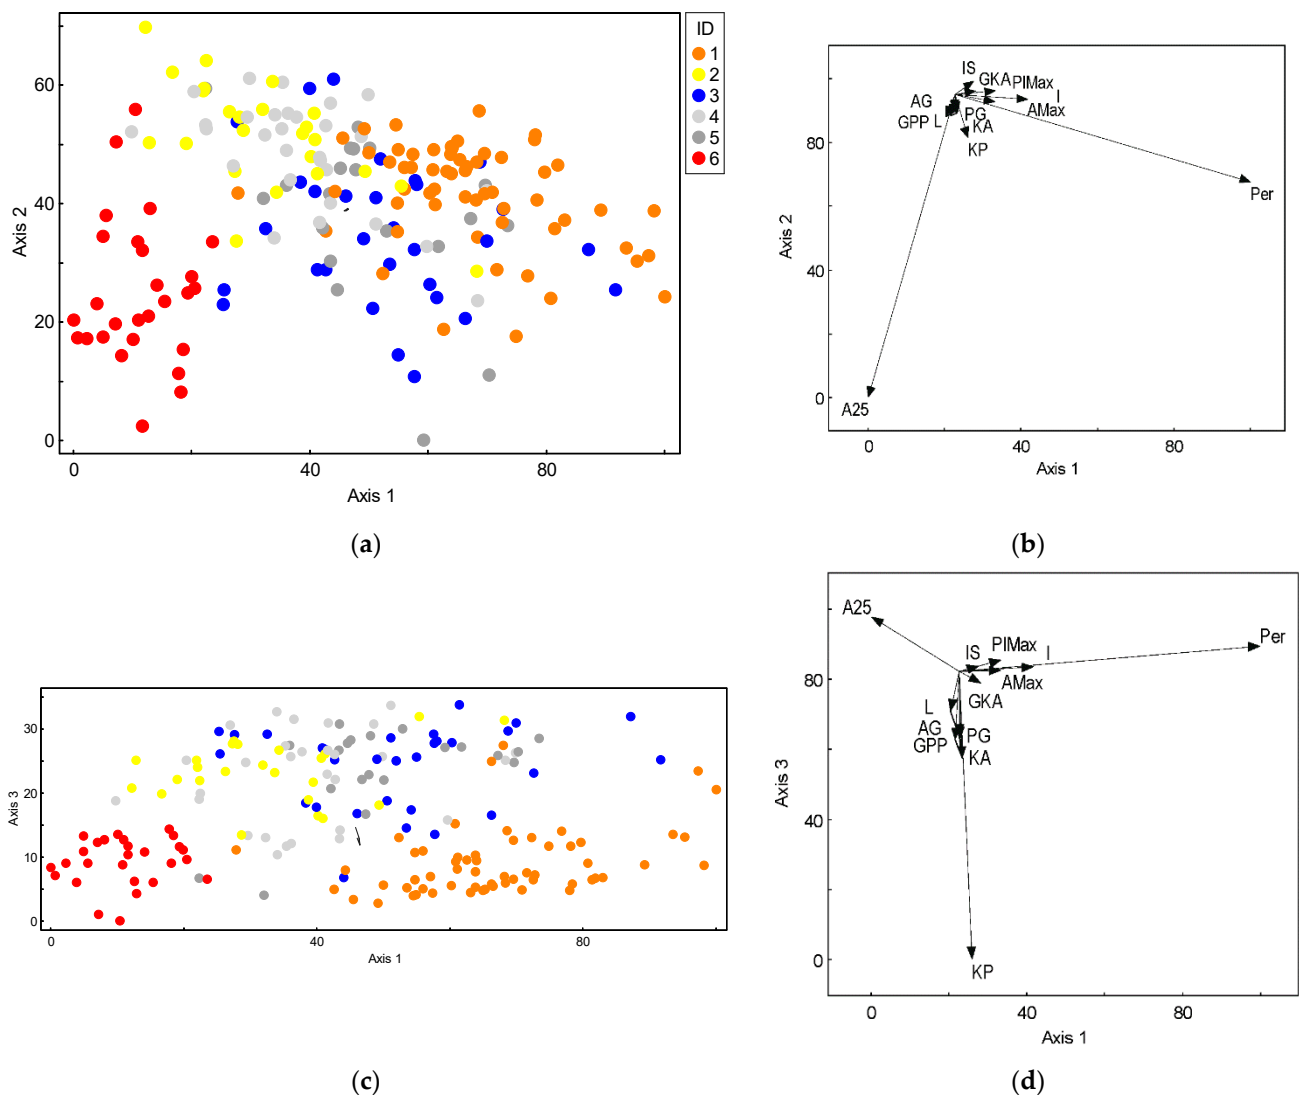 ID
1
2
3
4
5
6
60
40
20
0
Axis 2
0
40
80
Axis 1
(a)
IS
GKA
PIMax
I
AG
AMax
GPP
L
PG
KA
KP
Per
A25
80
40
0
Axis 2
0
40
80
Axis 1
(b)
30
20
10
0
Axis 3
0
40
80
Axis 1
(c)
A25
PIMax
Per
IS
I
AMax
GKA
L
AG
PG
GPP
KA
KP
80
40
0
Axis 3
0
40
80
Axis 1
(d)